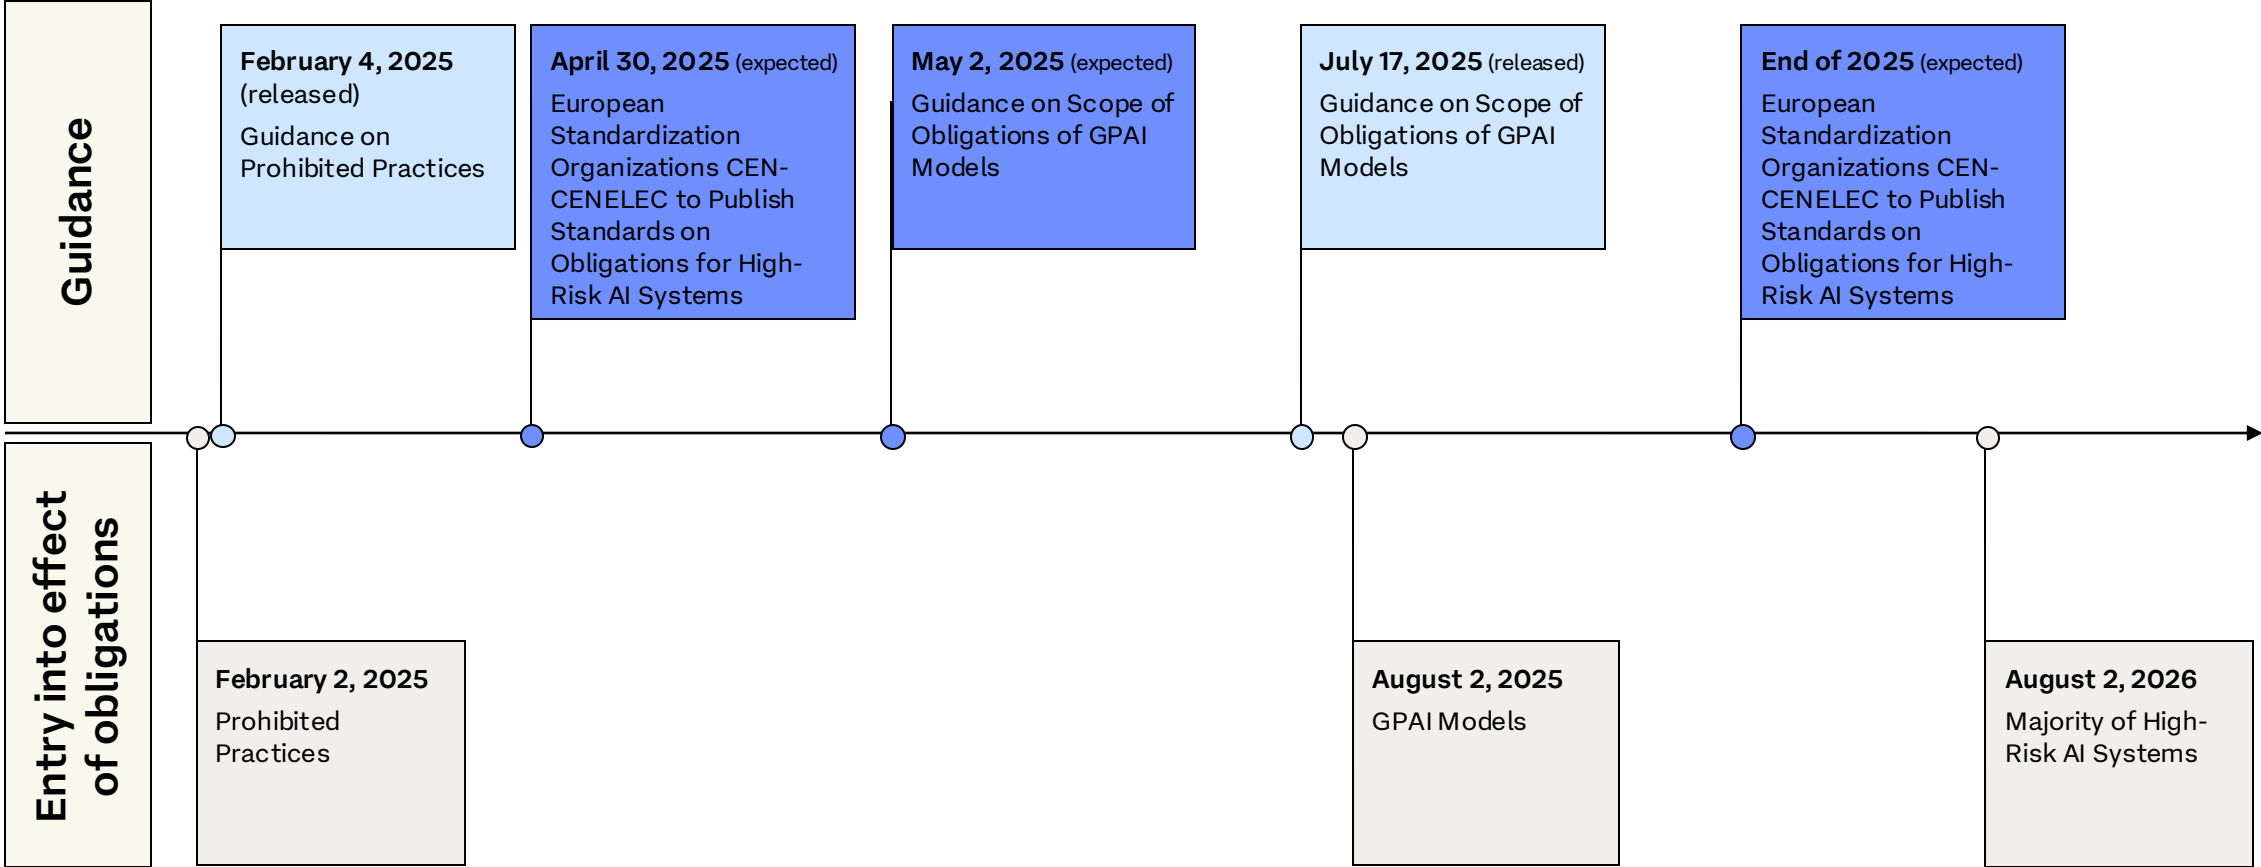 Guidance
February 4, 2025
(released)
Guidance on
Prohibited Practices
April 30, 2025 (expected)
European
Standardization
Organizations CEN-
CENELEC to Publish
Standards on
Obligations for High-
Risk AI Systems
May 2, 2025 (expected)
Guidance on Scope of
Obligations of GPAI
Models
July 17, 2025 (released)
Guidance on Scope of
Obligations of GPAI
Models
End of 2025 (expected)
European
Standardization
Organizations CEN-
CENELEC to Publish
Standards on
Obligations for High-
Risk AI Systems
Entry into effect
of obligations
February 2, 2025
Prohibited
Practices
August 2, 2025
GPAI Models
August 2, 2026
Majority of High-
Risk AI Systems